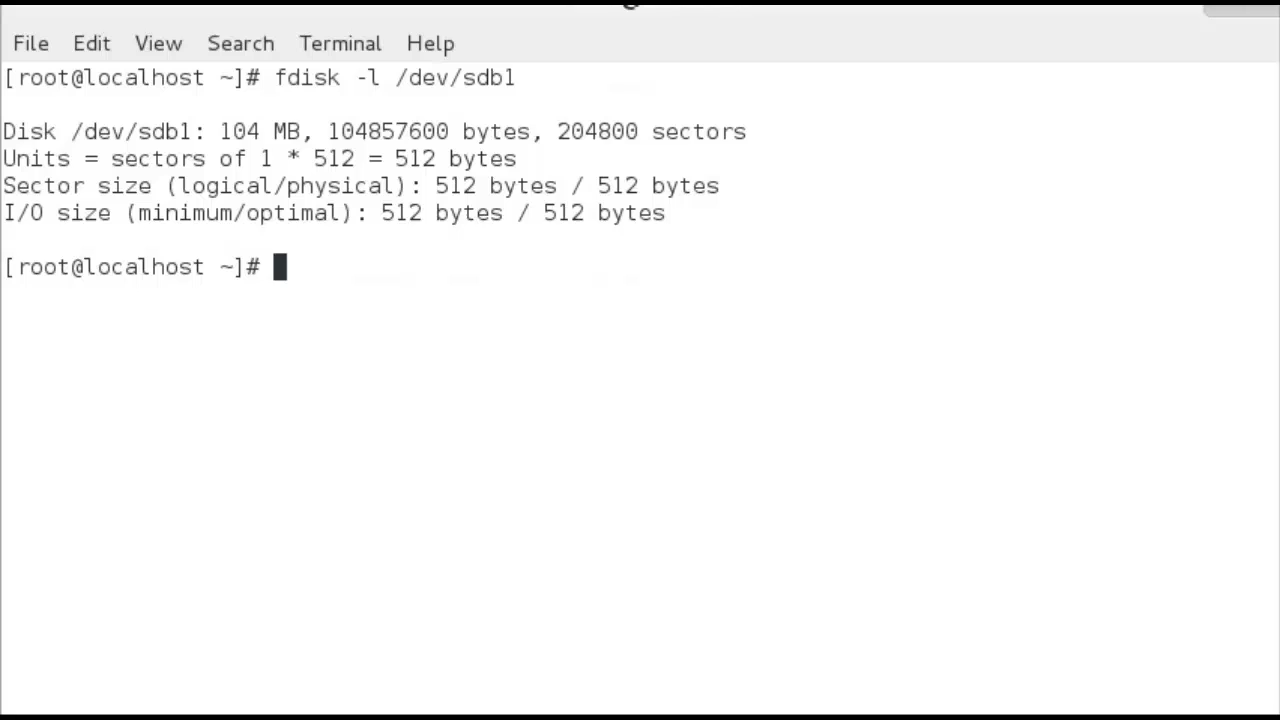 File Edit View Search Terminal Help
[root@localhost ~]# fdisk -l /dev/sdb1
Disk /dev/sdb1: 104 MB, 104857600 bytes, 204800 sectors
Units = sectors of 1 * 512 = 512 bytes
Sector size (logical/physical): 512 bytes / 512 bytes
I/O size (minimum/optimal): 512 bytes / 512 bytes
[root@localhost ~]#